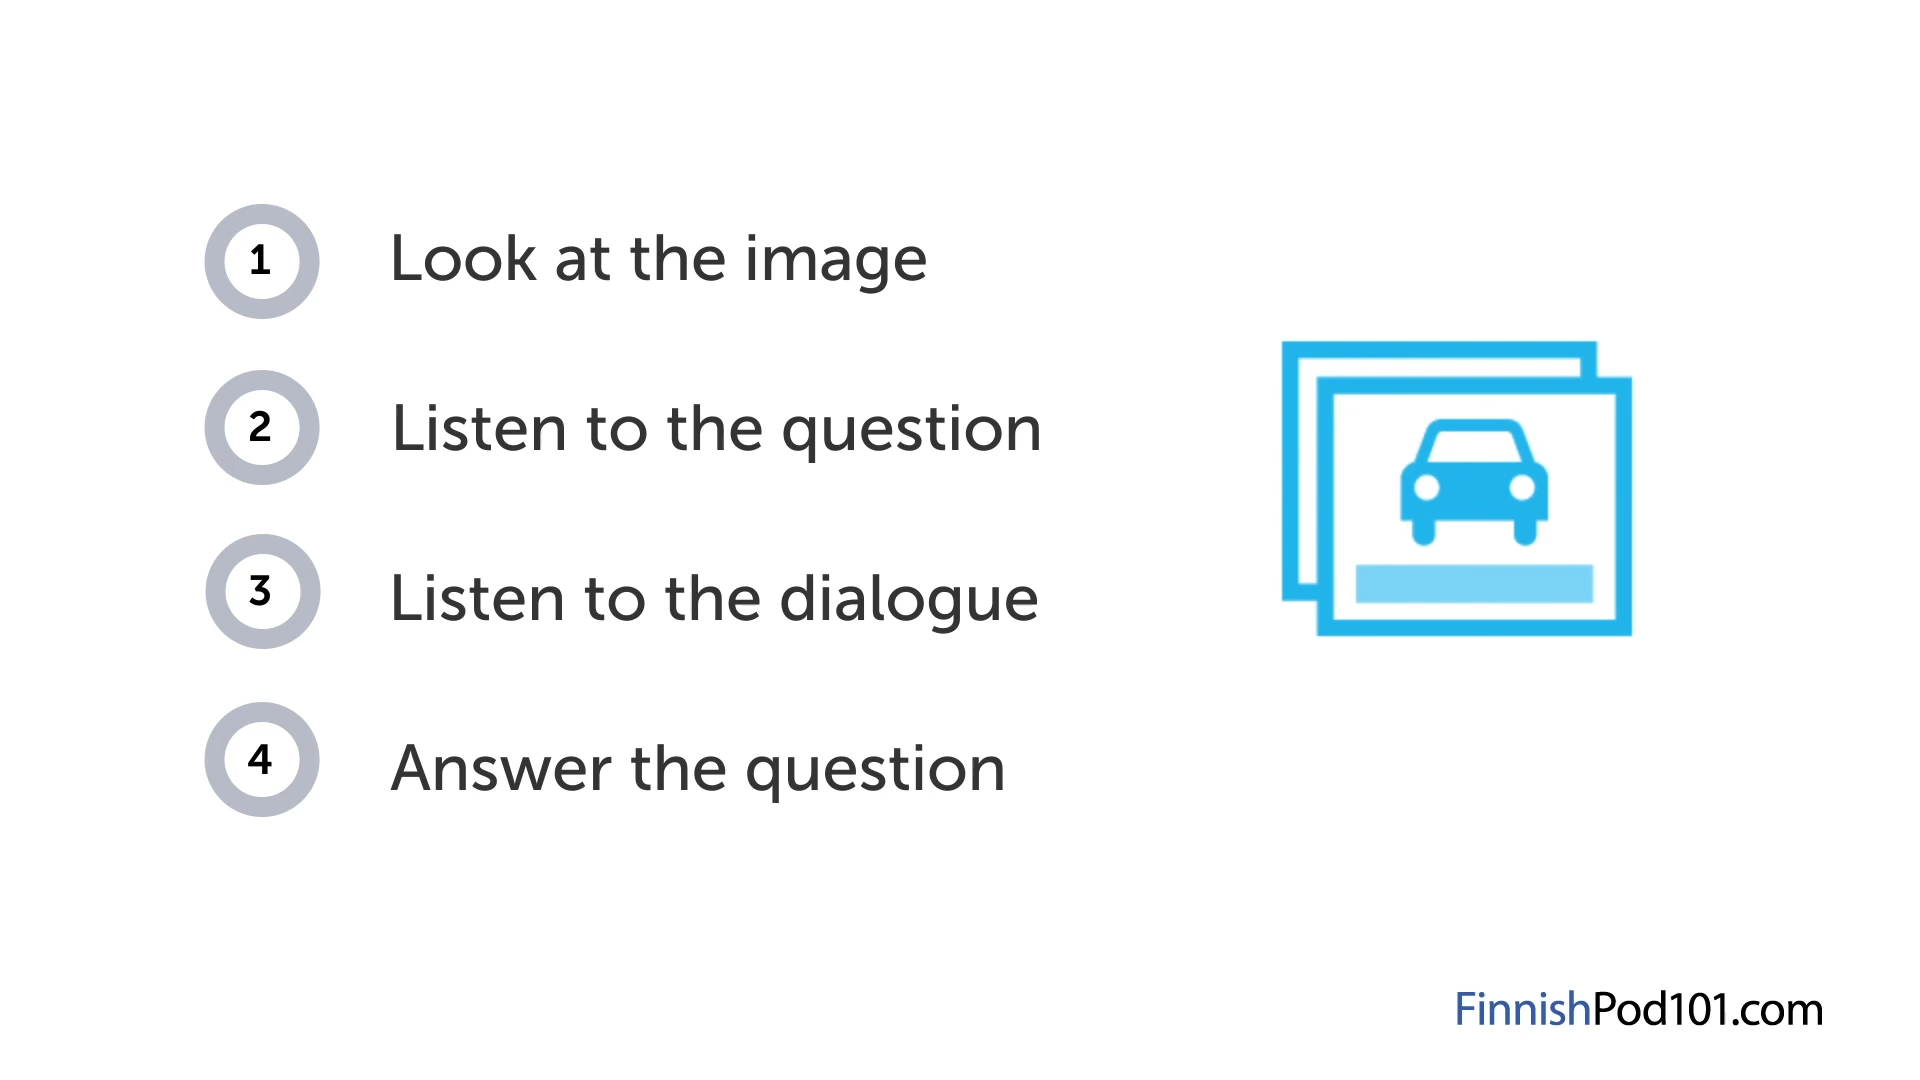 1 Look at the image
2 Listen to the question
3 Listen to the dialogue
4 Answer the question
FinnishPod101.com